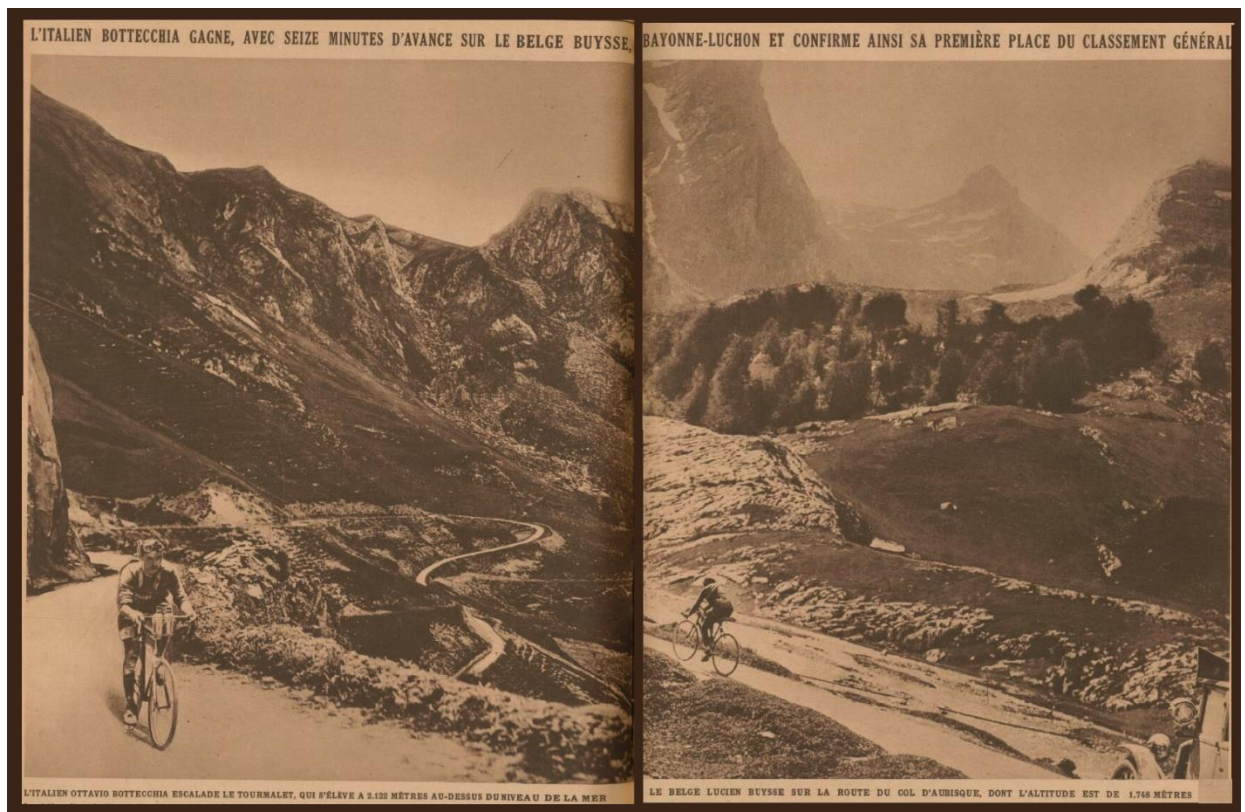 L'ITALIEN BOTTECCHIA GAGNE, AVEC SEIZE MINUTES D'AVANCE SUR LE BELGE BUYSSE,
BAYONNE-LUCHON ET CONFIRME AINSI SA PREMIÈRE PLACE DU CLASSEMENT GÉNÉRAL
L'ITALIEN OTTAVIO BOTTECCHIA ESCALADE LE TOURMALET, QUI S'ÉLÈVE A 2.122 MÈTRES AU-DESSUS DU NIVEAU DE LA MER
LE BELGE LUCIEN BUYSSE SUR LA ROUTE DU COL D'AUBISQUE, DONT L'ALTITUDE EST DE 1.748 MÈTRES